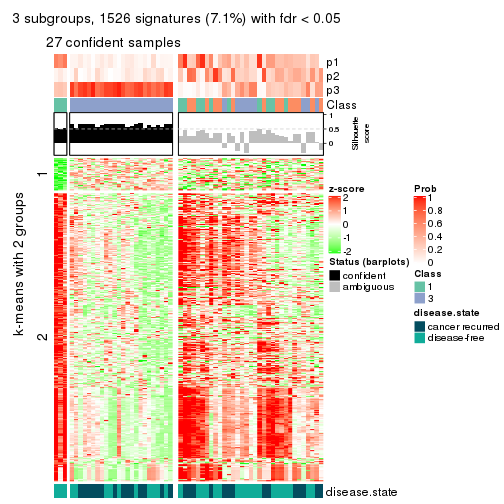 3 subgroups, 1526 signatures (7.1%) with fdr < 0.05
27 confident samples
p1
p2
p3
Class
1
0.5
0
Silhouette
score
k-means with 2 groups
1
2
z-score
2
1
0
-1
-2
Status (barplots)
confident
ambiguous
Prob
1
0.8
0.6
0.4
0.2
0
Class
1
3
disease.state
cancer recurred
disease-free
disease.state